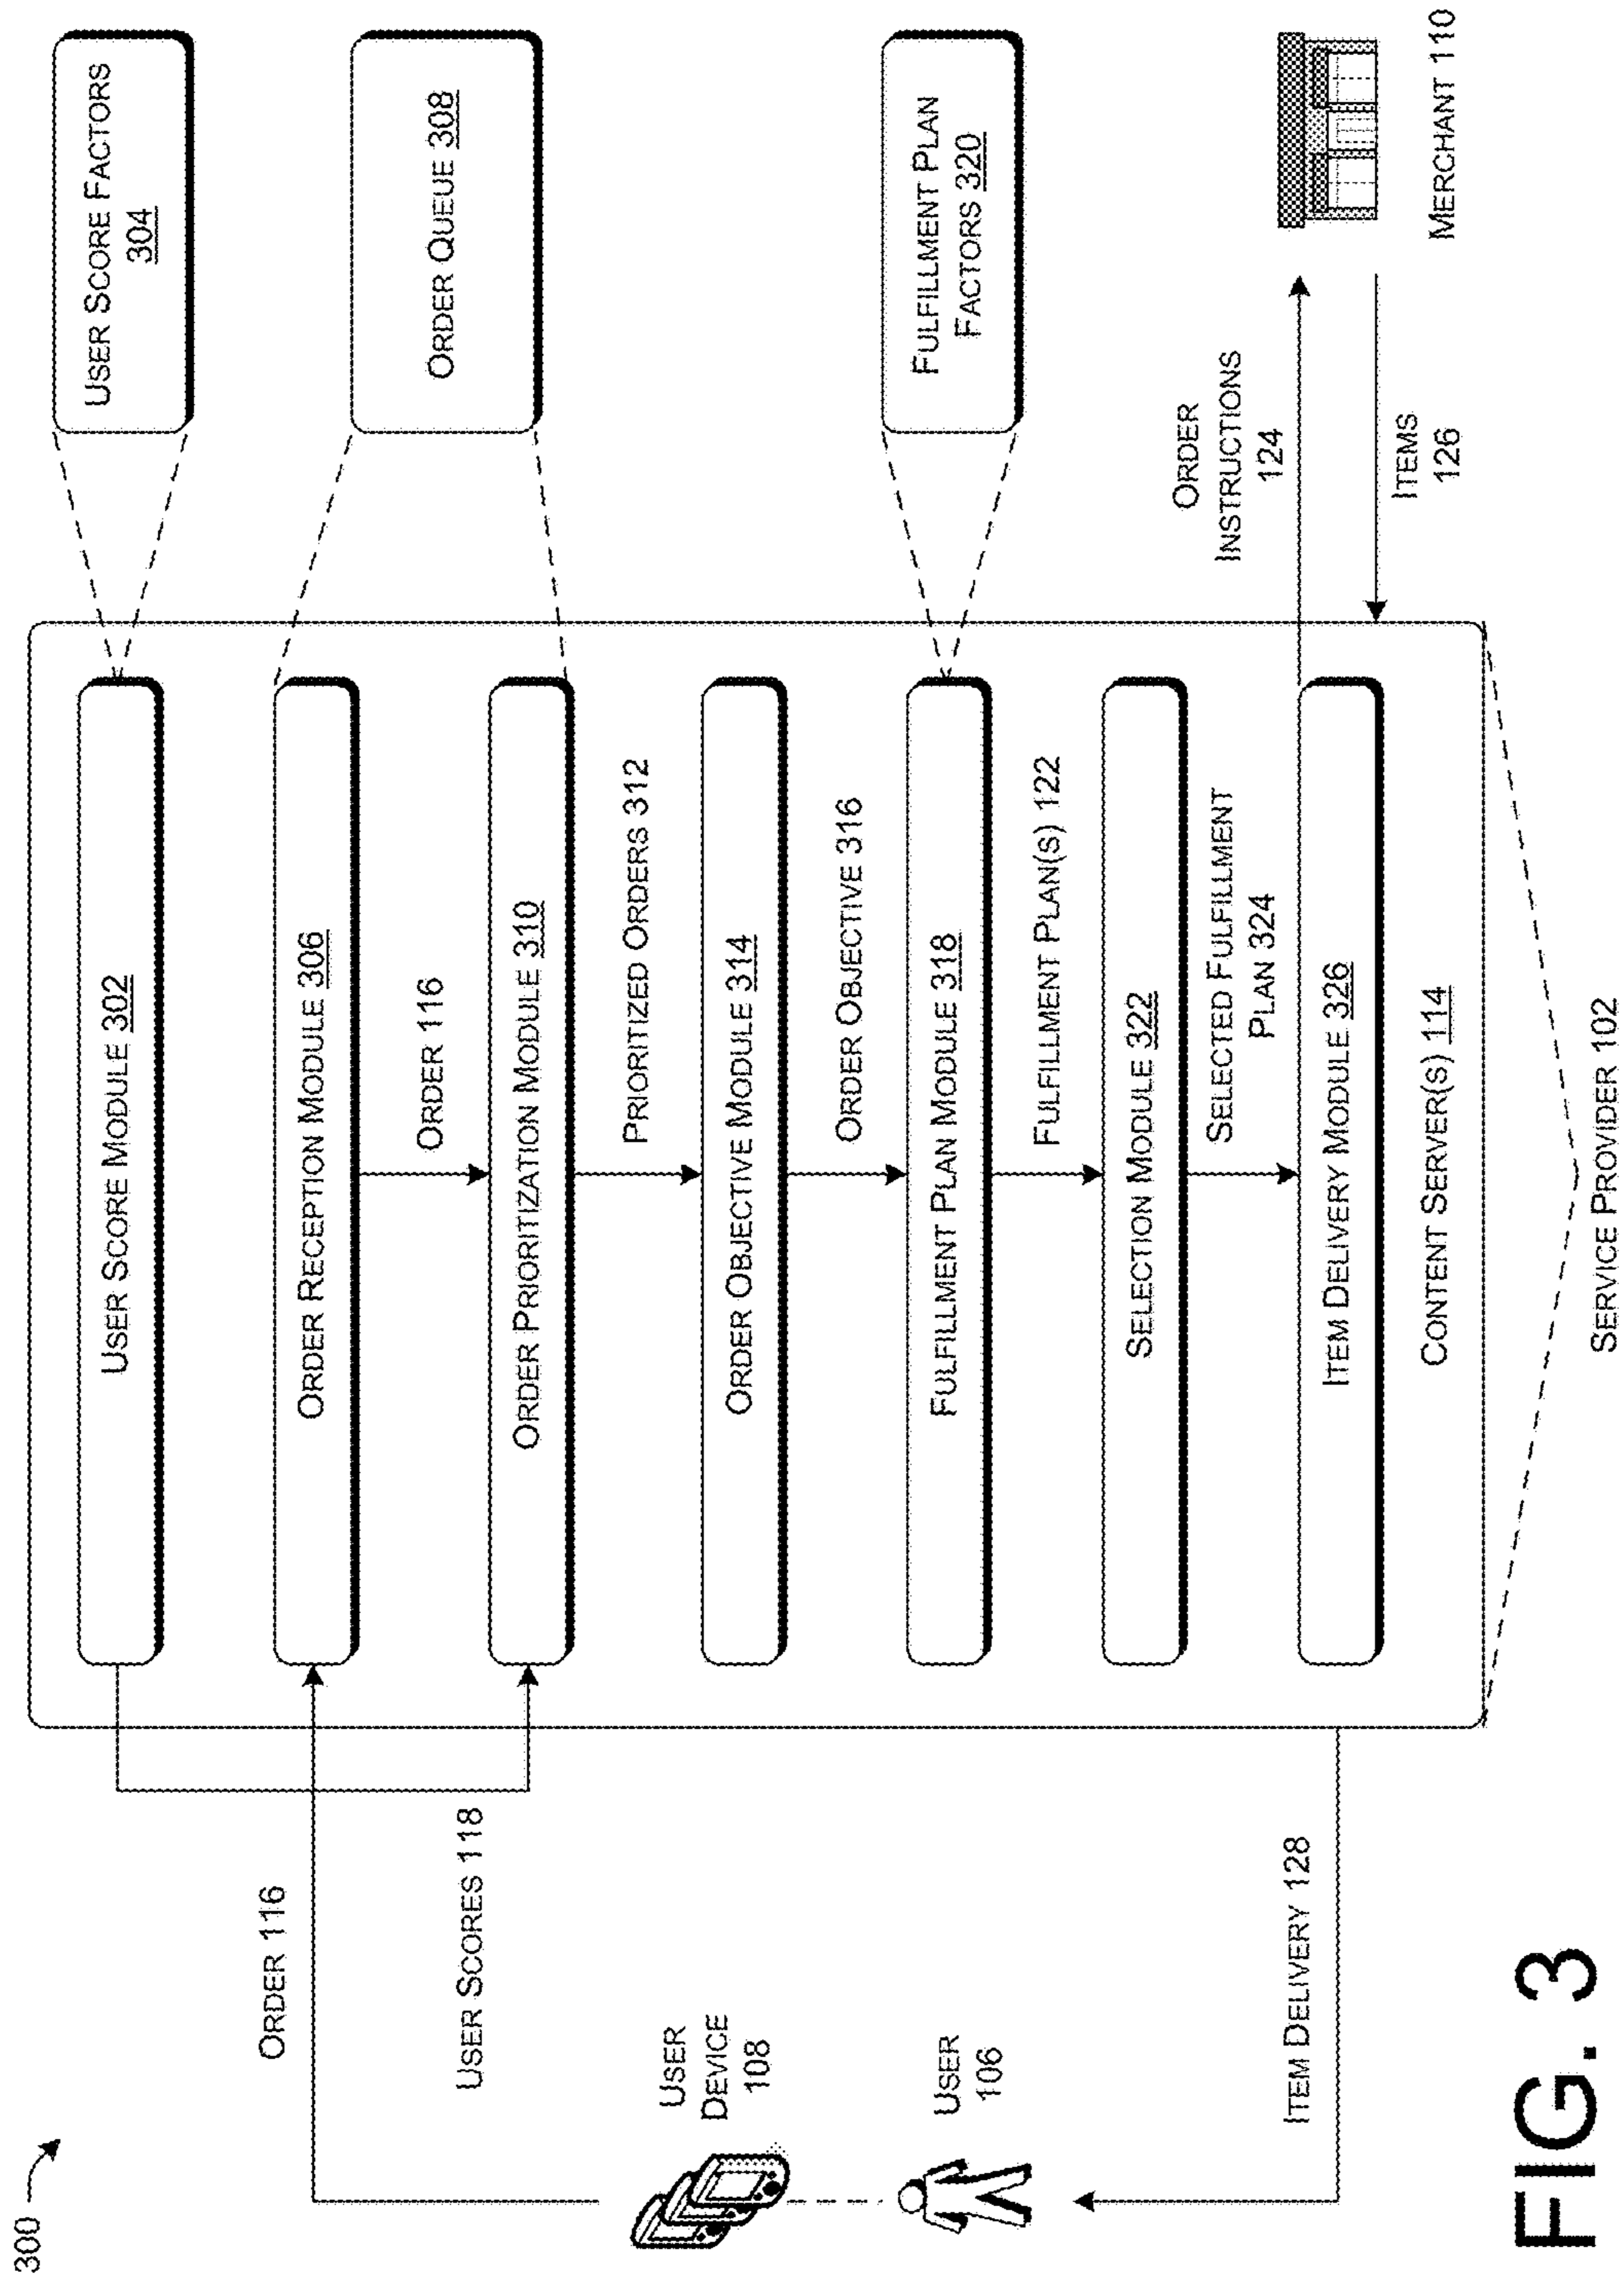 300
USER SCORE MODULE 302
USER SCORE FACTORS
304
ORDER 116
ORDER RECEPTION MODULE 306
ORDER QUEUE 308
ORDER 116
USER SCORES 118
ORDER PRIORITIZATION MODULE 310
PRIORITIZED ORDERS 312
USER
DEVICE
108
ORDER OBJECTIVE MODULE 314
ORDER OBJECTIVE 316
USER
106
FULFILLMENT PLAN MODULE 318
FULFILLMENT PLAN
FACTORS 320
FULFILLMENT PLAN(S) 122
SELECTION MODULE 322
SELECTED FULFILLMENT
PLAN 324
ORDER
INSTRUCTIONS
124
ITEM DELIVERY 128
ITEM DELIVERY MODULE 326
ITEMS
126
CONTENT SERVER(S) 114
MERCHANT 110
SERVICE PROVIDER 102
FIG. 3